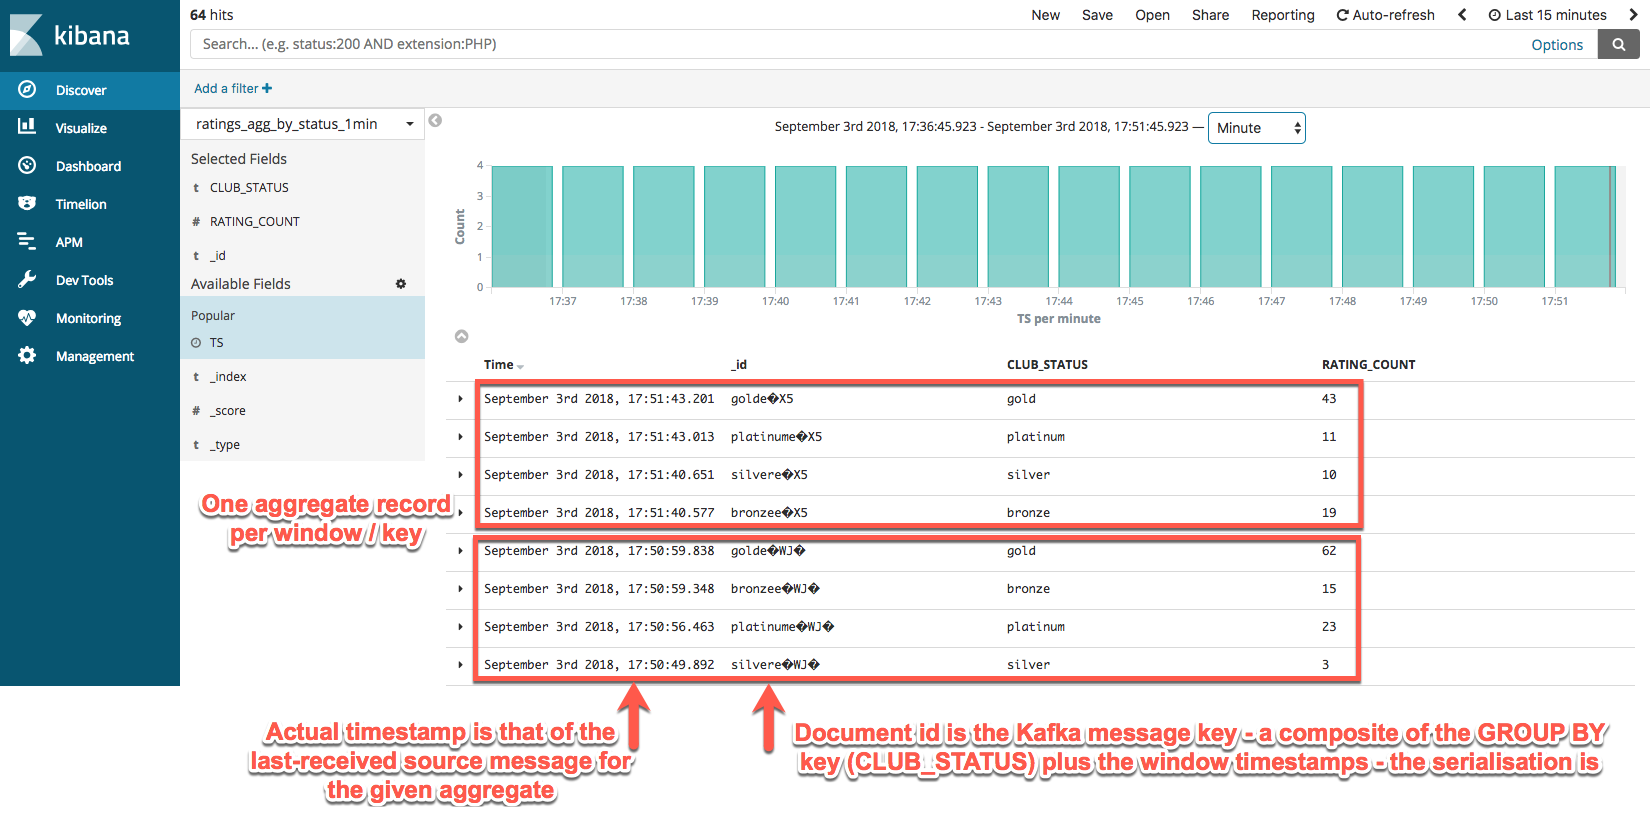 kibana
Discover
Visualize
Dashboard
Timelion
APM
Dev Tools
Monitoring
Management
64 hits
New Save Open Share Reporting Auto-refresh Last 15 minutes
Search... (e.g. status:200 AND extension:PHP)
Options
Add a filter +
ratings_agg_by_status_1min
Selected Fields
t CLUB_STATUS
# RATING_COUNT
t _id
Available Fields
Popular
TS
t _index
# _score
t _type
September 3rd 2018, 17:36:45.923 - September 3rd 2018, 17:51:45.923 — Minute
Count
4
3
2
1
0
17:37 17:38 17:39 17:40 17:41 17:42 17:43 17:44 17:45 17:46 17:47 17:48 17:49 17:50 17:51
TS per minute
Time _id CLUB_STATUS RATING_COUNT
September 3rd 2018, 17:51:43.201 golde�X5 gold 43
September 3rd 2018, 17:51:43.013 platinume�X5 platinum 11
September 3rd 2018, 17:51:40.651 silvere�X5 silver 10
September 3rd 2018, 17:51:40.577 bronzee�X5 bronze 19
September 3rd 2018, 17:50:59.838 golde�WJ� gold 62
September 3rd 2018, 17:50:59.348 bronzee�WJ� bronze 15
September 3rd 2018, 17:50:56.463 platinume�WJ� platinum 23
September 3rd 2018, 17:50:49.892 silvere�WJ� silver 3
One aggregate record
per window / key
Actual timestamp is that of the
last-received source message for
the given aggregate
Document id is the Kafka message key - a composite of the GROUP BY
key (CLUB_STATUS) plus the window timestamps - the serialisation is